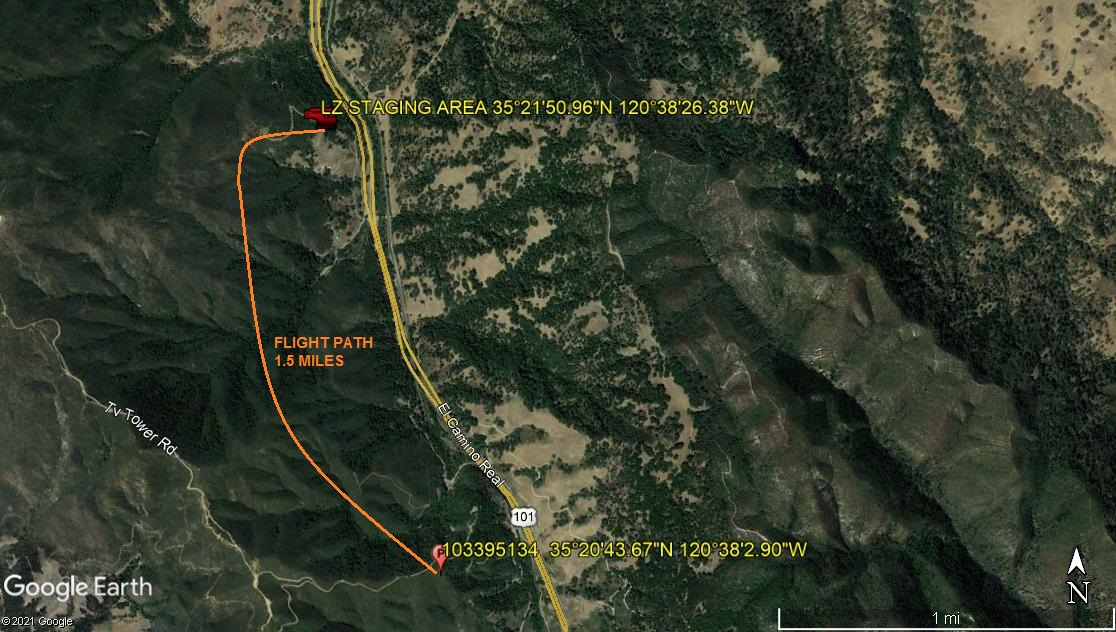 LZ STAGING AREA 35°21'50.96"N 120°38'26.38"W
FLIGHT PATH
1.5 MILES
Tv Tower Rd
El Camino Real
101
103395134 35°20'43.67"N 120°38'2.90"W
P
Google Earth
©2021 Google
N
1 mi